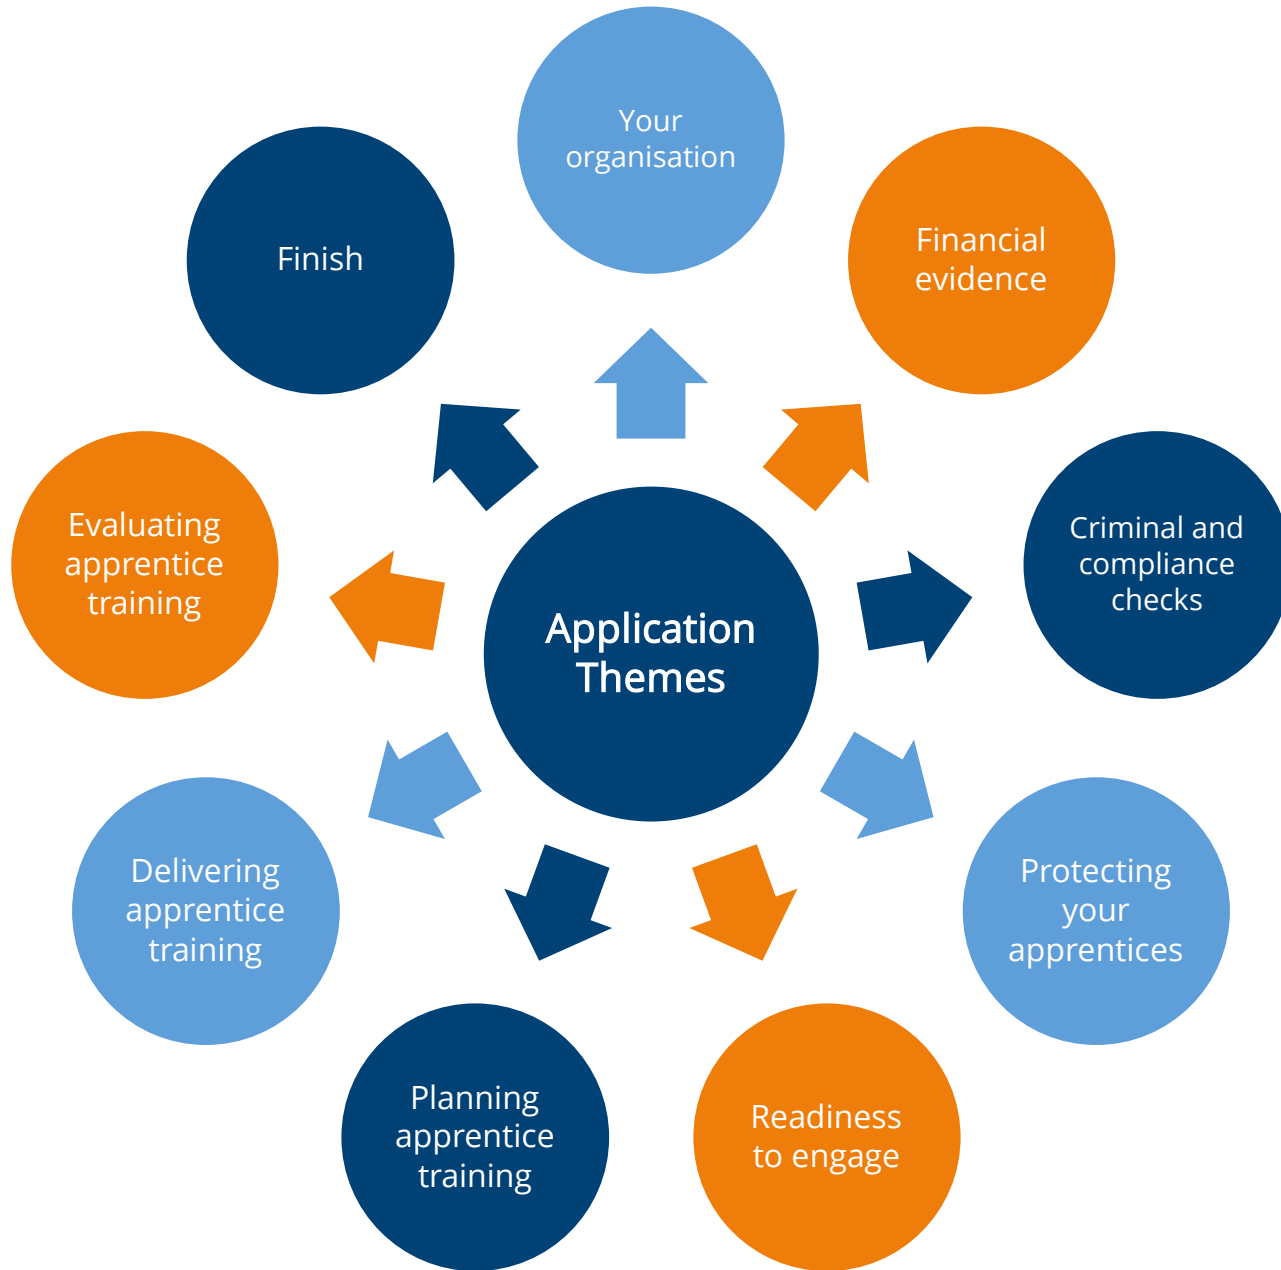 Your
organisation
Financial
evidence
Criminal and
compliance
checks
Protecting
your
apprentices
Readiness
to engage
Planning
apprentice
training
Delivering
apprentice
training
Evaluating
apprentice
training
Finish
Application
Themes